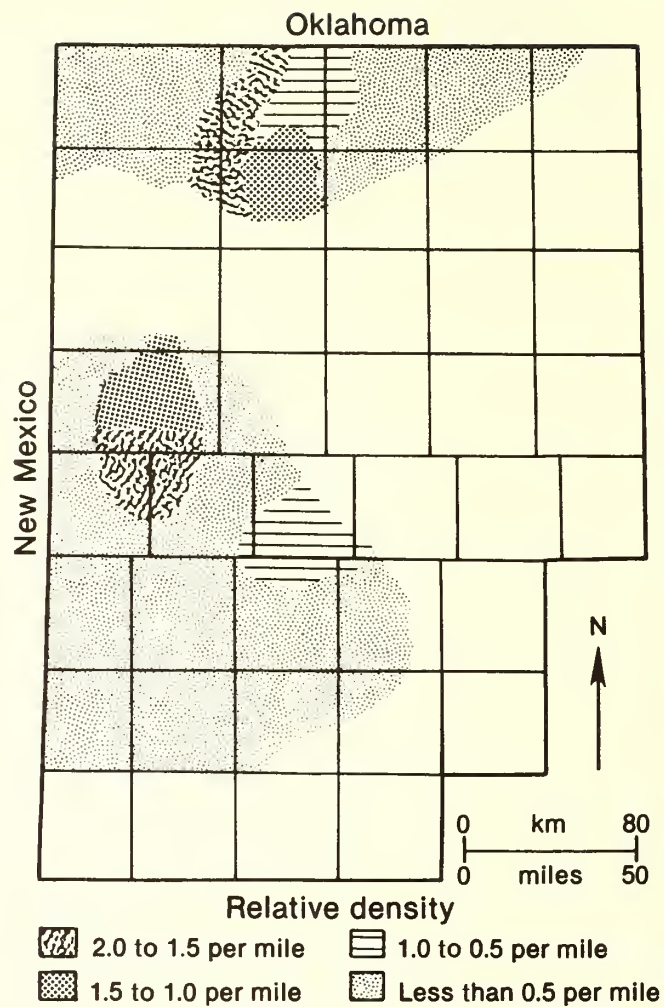 Oklahoma
New Mexico
N
0 km 80
0 miles 50
Relative density
2.0 to 1.5 per mile
1.0 to 0.5 per mile
1.5 to 1.0 per mile
Less than 0.5 per mile